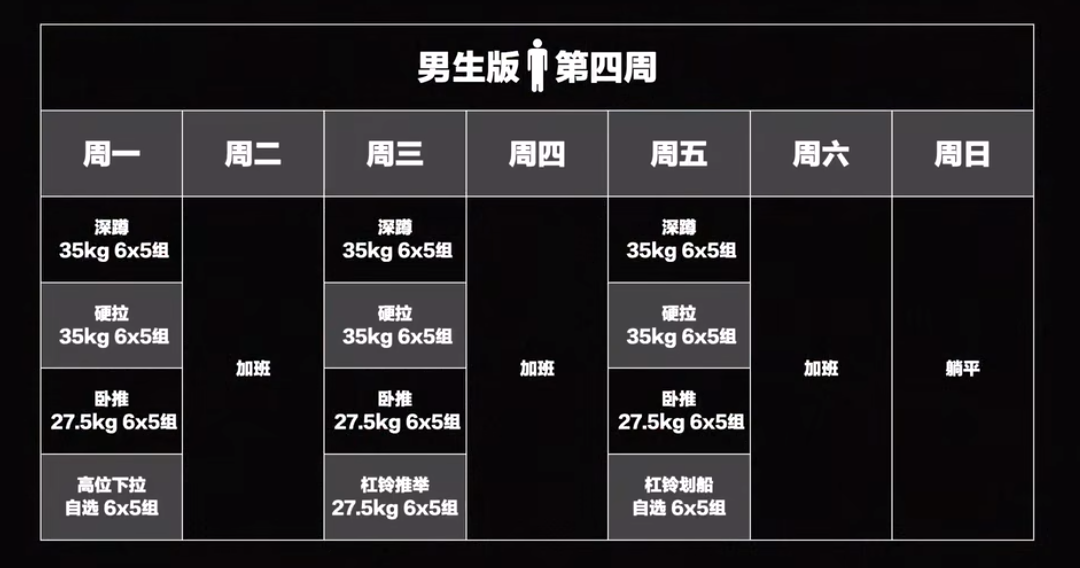 男生版 第四周
周一 周二 周三 周四 周五 周六 周日
深蹲 深蹲 深蹲
35kg 6x5组 35kg 6x5组 35kg 6x5组
硬拉 硬拉 硬拉
35kg 6x5组 35kg 6x5组 35kg 6x5组
加班 加班 加班 躺平
卧推 卧推 卧推
27.5kg 6x5组 27.5kg 6x5组 27.5kg 6x5组
高位下拉 杠铃推举 杠铃划船
自选 6x5组 27.5kg 6x5组 自选 6x5组